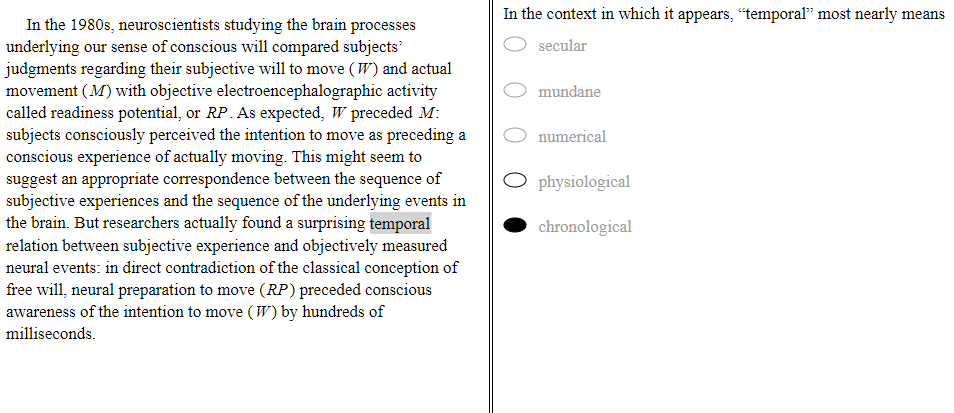 In the 1980s, neuroscientists studying the brain processes
underlying our sense of conscious will compared subjects’
judgments regarding their subjective will to move (W) and actual
movement (M) with objective electroencephalographic activity
called readiness potential, or RP. As expected, W preceded M:
subjects consciously perceived the intention to move as preceding a
conscious experience of actually moving. This might seem to
suggest an appropriate correspondence between the sequence of
subjective experiences and the sequence of the underlying events in
the brain. But researchers actually found a surprising temporal
relation between subjective experience and objectively measured
neural events: in direct contradiction of the classical conception of
free will, neural preparation to move (RP) preceded conscious
awareness of the intention to move (W) by hundreds of
milliseconds.
In the context in which it appears, “temporal” most nearly means
secular
mundane
numerical
physiological
chronological